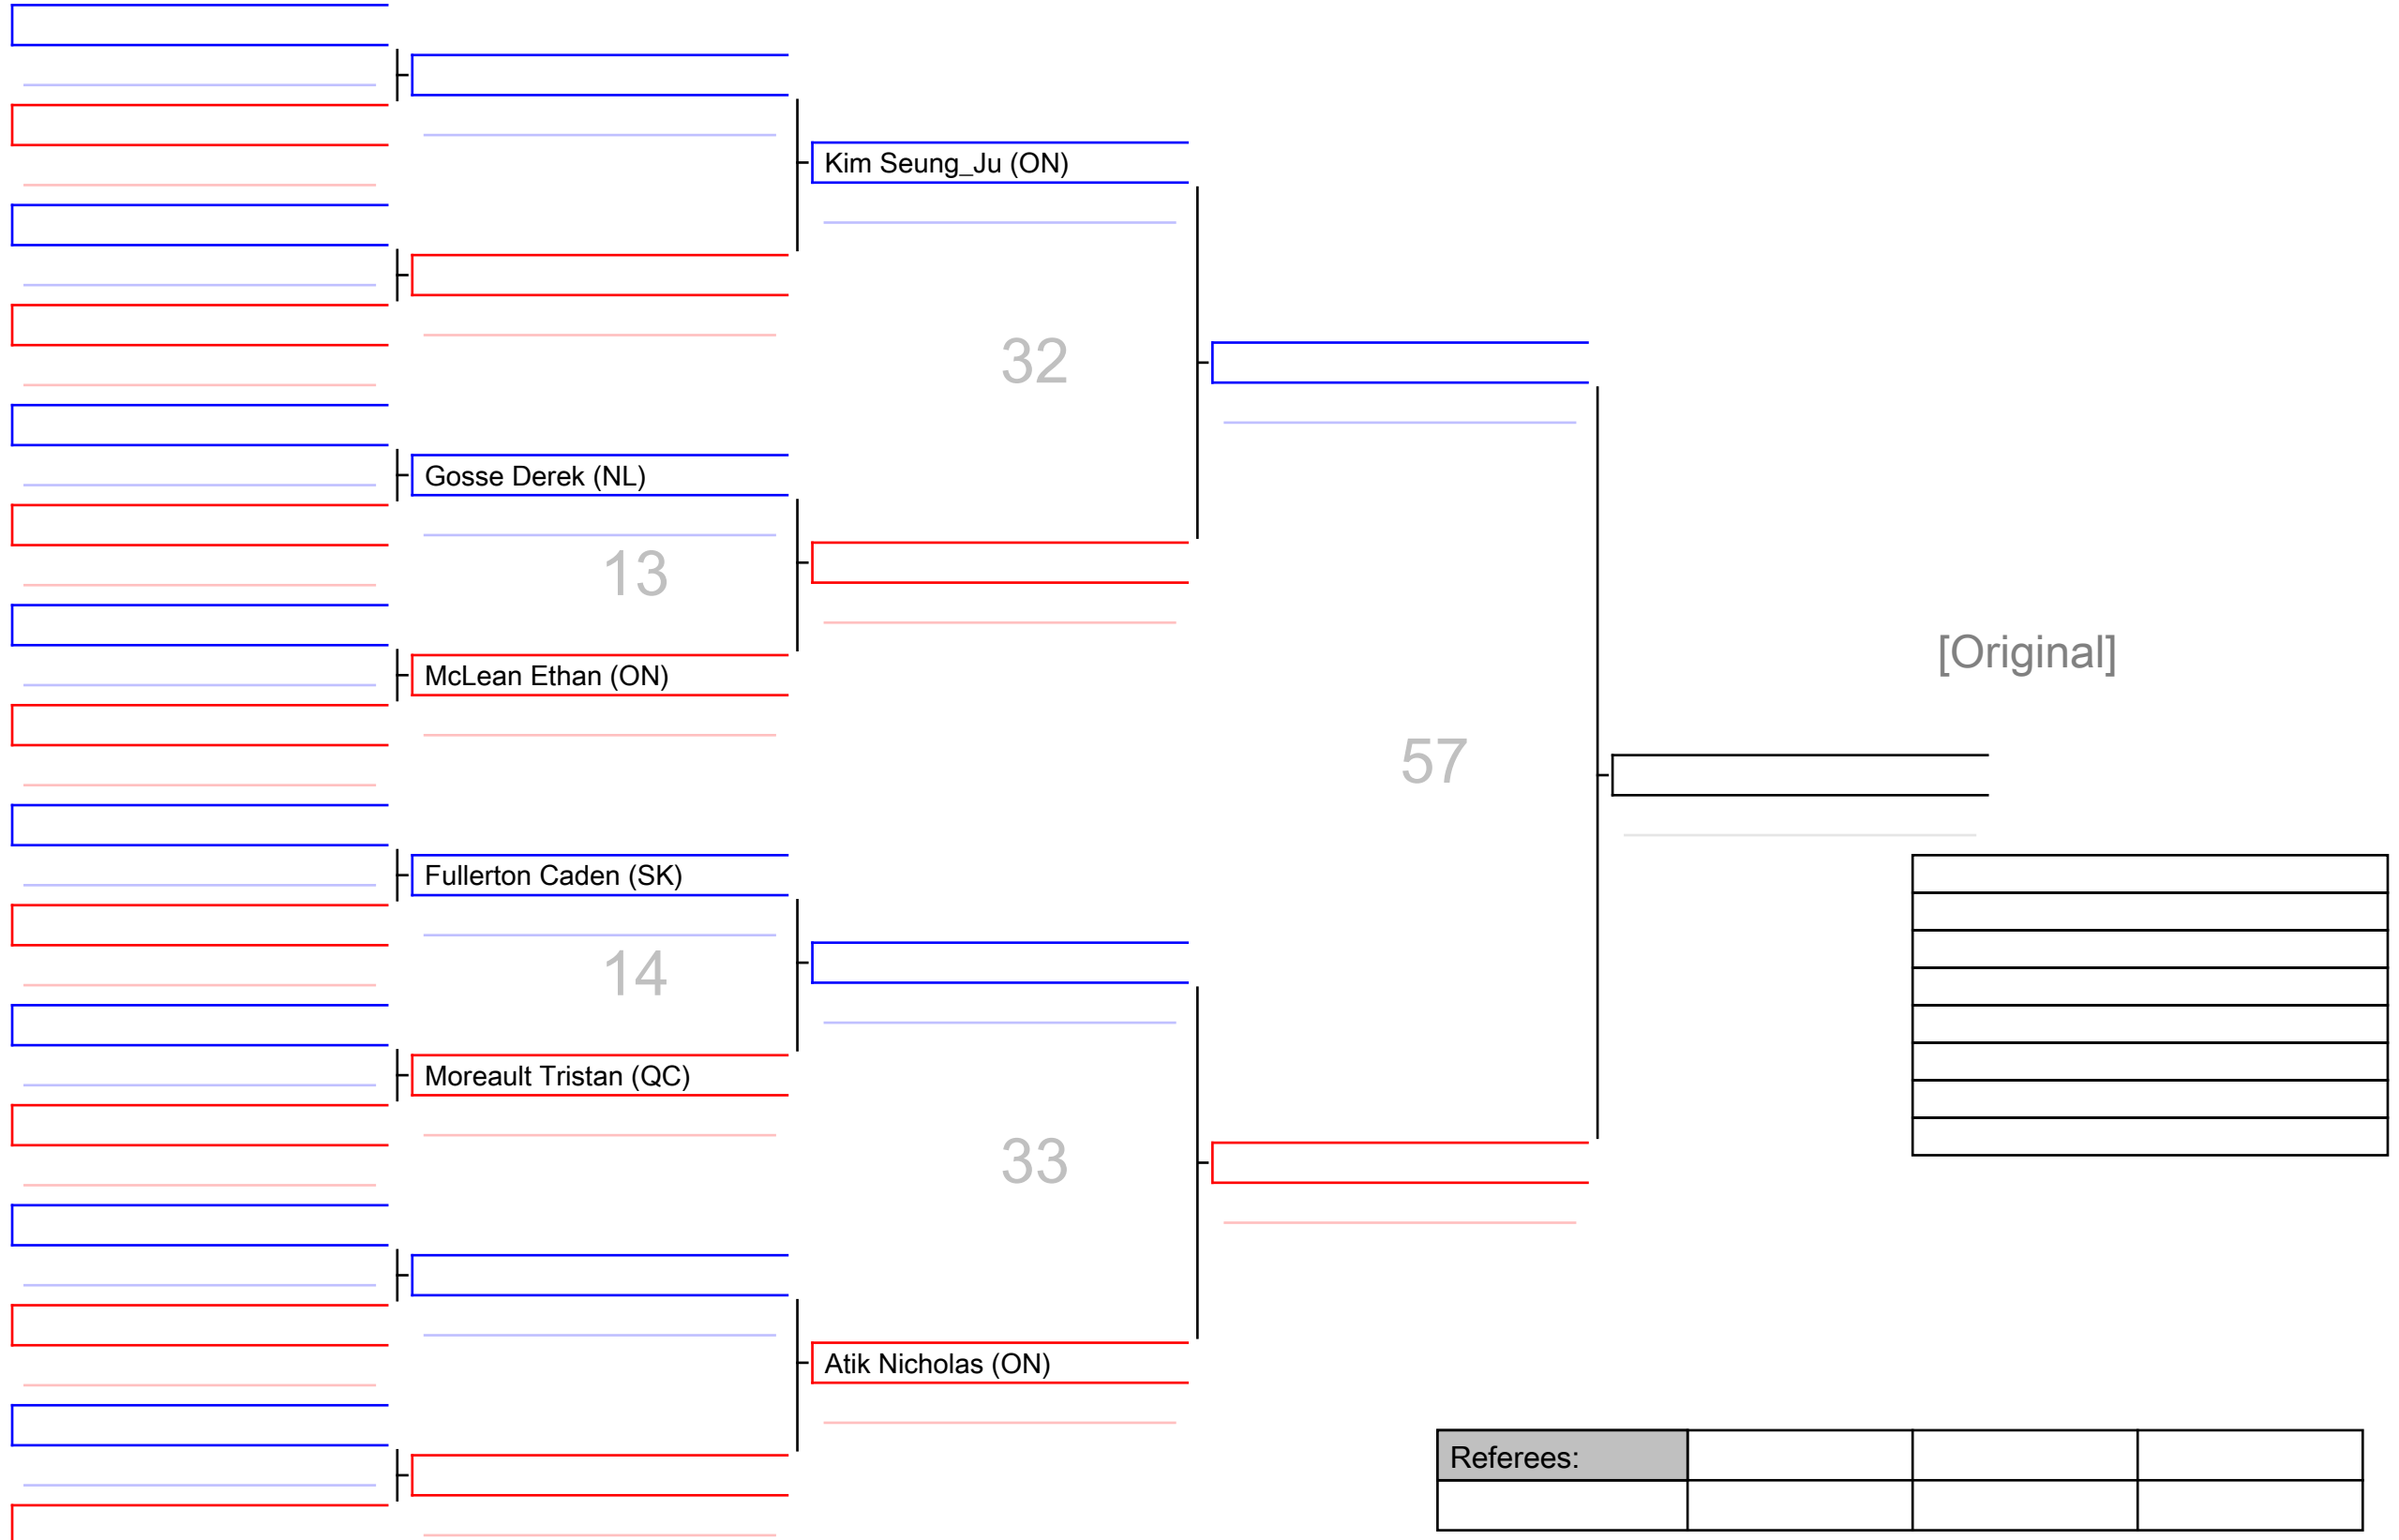 Kim Seung_Ju (ON)
32
Gosse Derek (NL)
13
McLean Ethan (ON)
[Original]
57
Fullerton Caden (SK)
14
Moreault Tristan (QC)
33
Atik Nicholas (ON)
Referees: